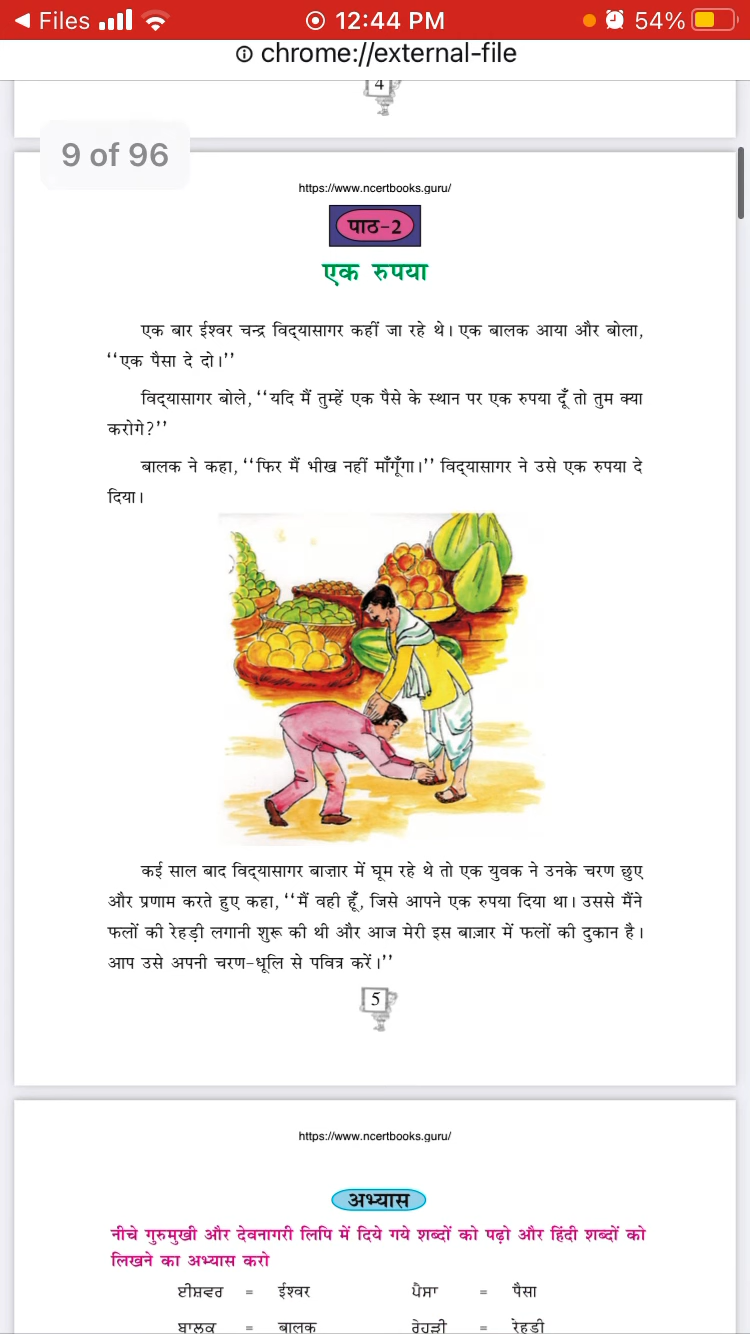 ◀ Files 12:44 PM 54%
chrome://external-file
4
9 of 96
https://www.ncertbooks.guru/
पाठ-2
एक रुपया
एक बार ईश्वर चन्द्र विद्यासागर कहीं जा रहे थे। एक बालक आया और बोला,
‘‘एक पैसा दे दो।’’
विद्यासागर बोले, ‘‘यदि मैं तुम्हें एक पैसे के स्थान पर एक रुपया दूँ तो तुम क्या
करोगे?’’
बालक ने कहा, ‘‘फिर मैं भीख नहीं माँगूँगा।’’ विद्यासागर ने उसे एक रुपया दे
दिया।
कई साल बाद विद्यासागर बाज़ार में घूम रहे थे तो एक युवक ने उनके चरण छुए
और प्रणाम करते हुए कहा, ‘‘मैं वही हूँ, जिसे आपने एक रुपया दिया था। उससे मैंने
फलों की रेहड़ी लगानी शुरू की थी और आज मेरी इस बाज़ार में फलों की दुकान है।
आप उसे अपनी चरण-धूलि से पवित्र करें।’’
5
https://www.ncertbooks.guru/
अभ्यास
नीचे गुरुमुखी और देवनागरी लिपि में दिये गये शब्दों को पढ़ो और हिंदी शब्दों को
लिखने का अभ्यास करो
ਈਸ਼ਵਰ = ईश्वर ਪੈਸਾ = पैसा
ਬਾਲਕ = बालक ਰੇਹੜੀ = रेहड़ी